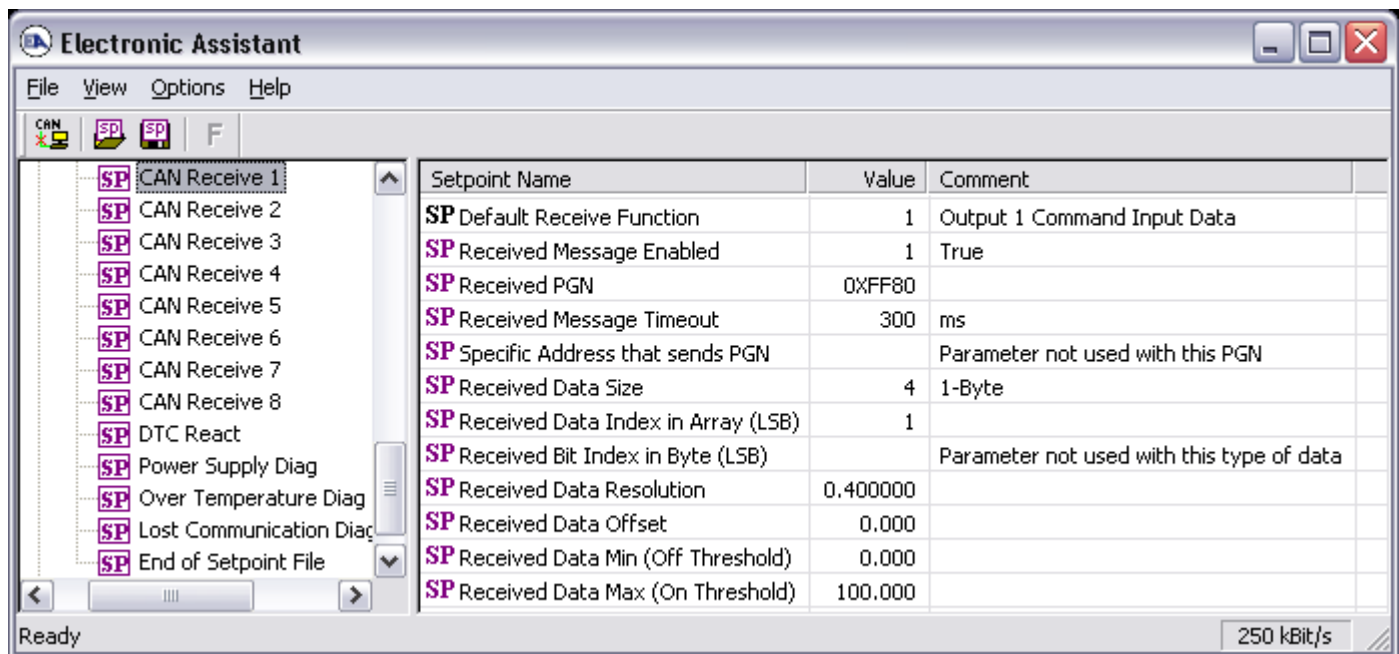 EA Electronic Assistant
File View Options Help
CAN SP SP F
SP CAN Receive 1
SP CAN Receive 2
SP CAN Receive 3
SP CAN Receive 4
SP CAN Receive 5
SP CAN Receive 6
SP CAN Receive 7
SP CAN Receive 8
SP DTC React
SP Power Supply Diag
SP Over Temperature Diag
SP Lost Communication Diag
SP End of Setpoint File
Setpoint Name Value Comment
SP Default Receive Function 1 Output 1 Command Input Data
SP Received Message Enabled 1 True
SP Received PGN 0XFF80
SP Received Message Timeout 300 ms
SP Specific Address that sends PGN Parameter not used with this PGN
SP Received Data Size 4 1-Byte
SP Received Data Index in Array (LSB) 1
SP Received Bit Index in Byte (LSB) Parameter not used with this type of data
SP Received Data Resolution 0.400000
SP Received Data Offset 0.000
SP Received Data Min (Off Threshold) 0.000
SP Received Data Max (On Threshold) 100.000
Ready 250 kBit/s